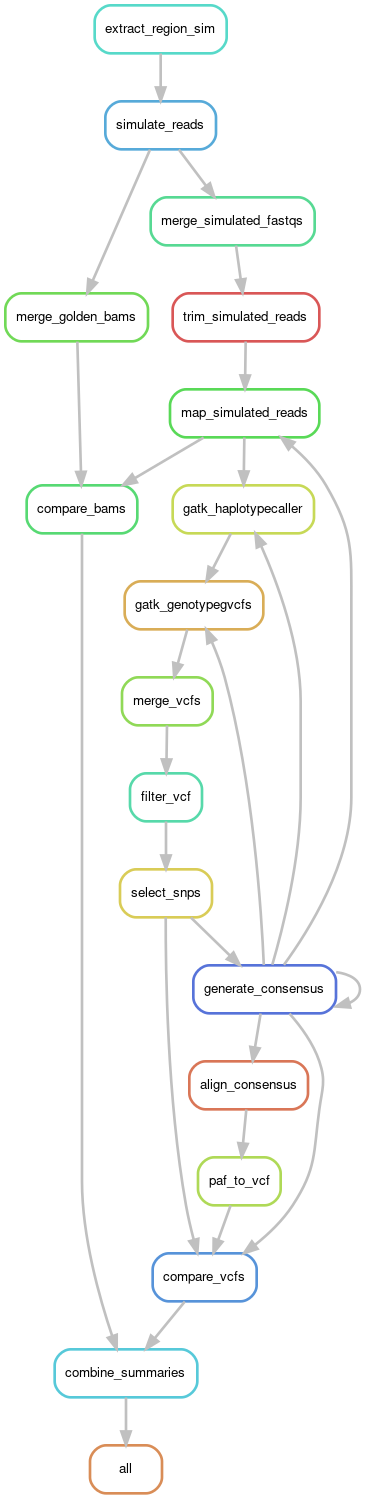 extract_region_sim
simulate_reads
merge_simulated_fastqs
merge_golden_bams
trim_simulated_reads
map_simulated_reads
compare_bams
gatk_haplotypecaller
gatk_genotypegvcfs
merge_vcfs
filter_vcf
select_snps
generate_consensus
align_consensus
paf_to_vcf
compare_vcfs
combine_summaries
all